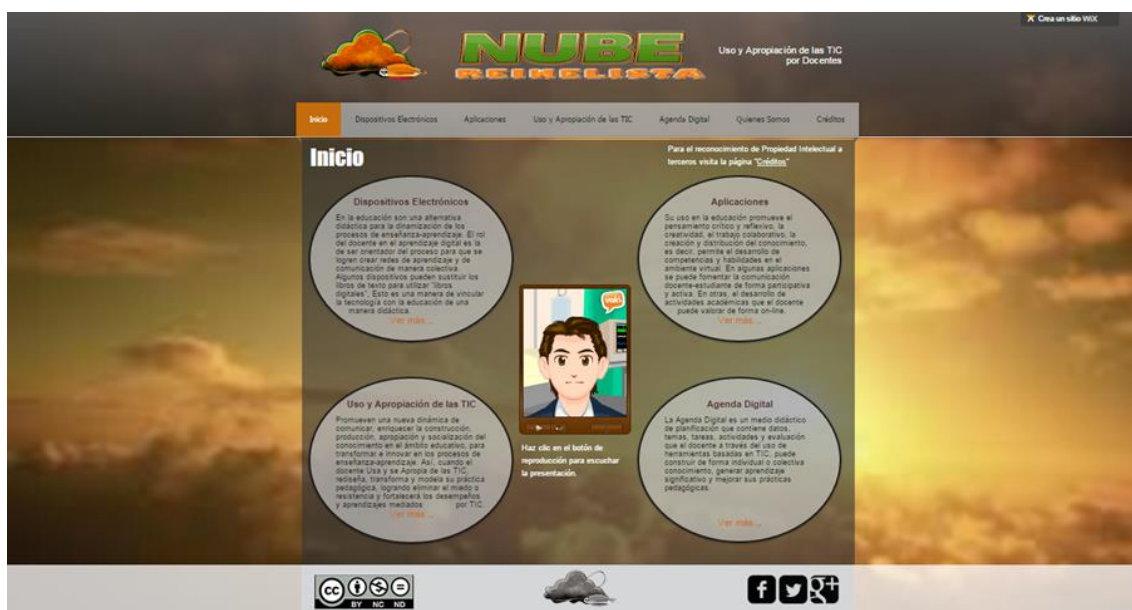 Crea un sitio WiX
NUBE
REIMELISTA
Uso y Apropiación de las TIC
por Docentes
Inicio
Dispositivos Electrónicos
Aplicaciones
Uso y Apropiación de las TIC
Agenda Digital
Quienes Somos
Créditos
Inicio
Para el reconocimiento de Propiedad Intelectual a
terceros visita la página "Créditos"
Dispositivos Electrónicos
En la educación son una alternativa
didáctica para la dinamización de los
procesos de enseñanza-aprendizaje. El rol
del docente en el aprendizaje digital es la
de ser orientador del proceso para que se
logren crear redes de aprendizaje y de
comunicación de manera colectiva.
Algunos dispositivos pueden sustituir los
libros de texto para utilizar "libros
digitales". Esto es una manera de vincular
la tecnología con la educación de una
manera didáctica.
Ver más...
Aplicaciones
Su uso en la educación promueve el
pensamiento crítico y reflexivo, la
creatividad, el trabajo colaborativo, la
creación y distribución del conocimiento,
es decir, permite el desarrollo de
competencias y habilidades en el
ambiente virtual. En algunas aplicaciones
se puede fomentar la comunicación
docente-estudiante de forma participativa
y activa. En otras, el desarrollo de
actividades académicas que el docente
puede valorar de forma on-line.
Ver más...
voki
Haz clic en el botón de
reproducción para escuchar
la presentación.
Uso y Apropiación de las TIC
Promueven una nueva dinámica de
comunicar, enriquecer la construcción,
producción, apropiación y socialización del
conocimiento en el ámbito educativo, para
transformar e innovar en los procesos de
enseñanza-aprendizaje. Así, cuando el
docente Usa y se Apropia de las TIC,
rediseña, transforma y modela su práctica
pedagógica, logrando eliminar el miedo o
resistencia y fortalecerá los desempeños
y aprendizajes mediados por TIC.
Ver más...
Agenda Digital
La Agenda Digital es un medio didáctico
de planificación que contiene datos,
temas, tareas, actividades y evaluación
que el docente a través del uso de
herramientas basadas en TIC, puede
construir de forma individual o colectiva
conocimiento, generar aprendizaje
significativo y mejorar sus prácticas
pedagógicas.
Ver más...
cc
BY NC ND
f
g+